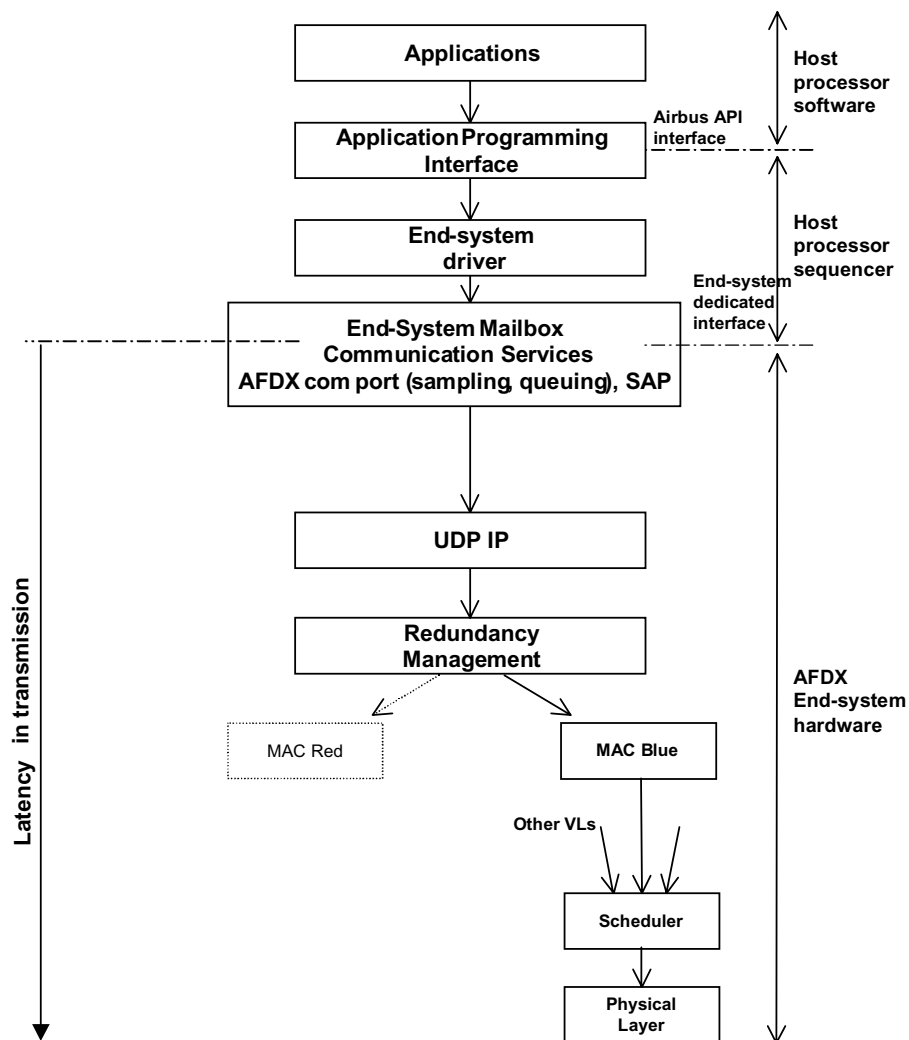 Applications
Host
processor
software
Airbus API
interface
Application Programming
Interface
End-system
driver
Host
processor
sequencer
End-system
dedicated
interface
End-System Mailbox
Communication Services
AFDX com port (sampling, queuing), SAP
UDP IP
Redundancy
Management
Latency in transmission
AFDX
End-system
hardware
MAC Red
MAC Blue
Other VLs
Scheduler
Physical
Layer